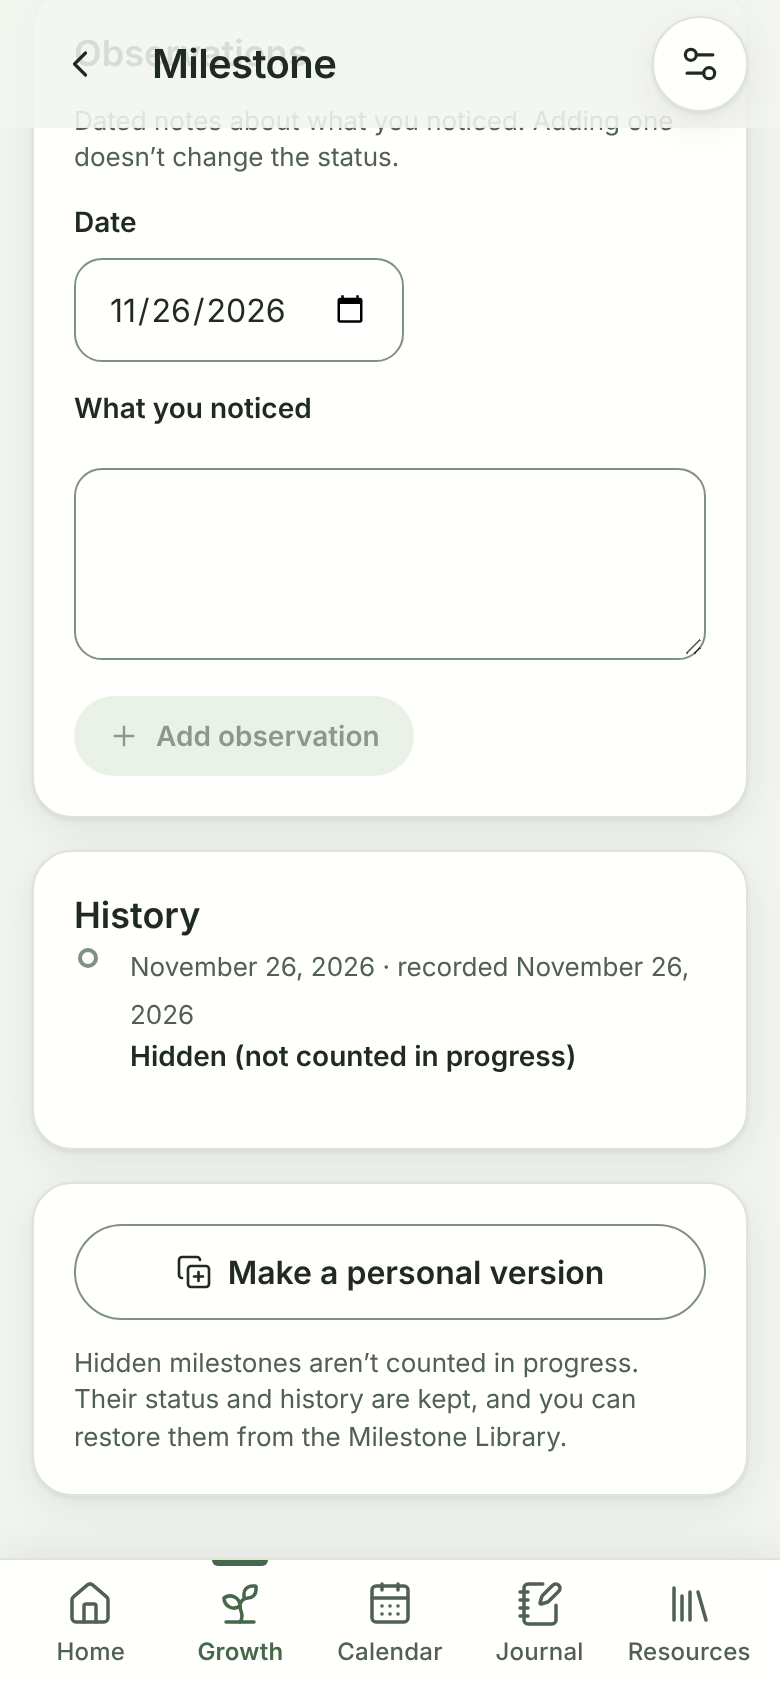 Observations
Milestone
Dated notes about what you noticed. Adding one
doesn’t change the status.
Date
11/26/2026
What you noticed
Add observation
History
November 26, 2026 · recorded November 26,
2026
Hidden (not counted in progress)
Make a personal version
Hidden milestones aren’t counted in progress.
Their status and history are kept, and you can
restore them from the Milestone Library.
Home
Growth
Calendar
Journal
Resources